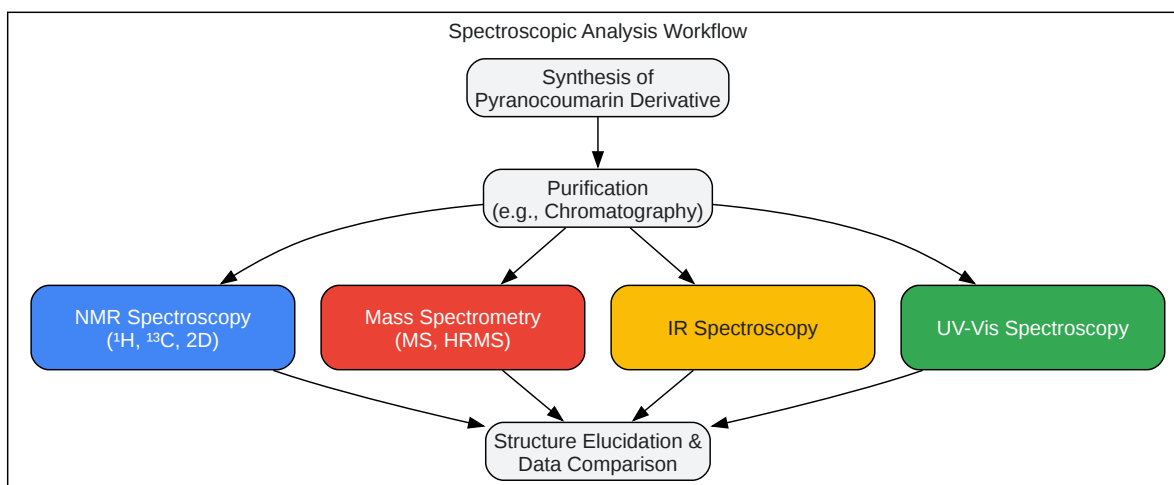 Spectroscopic Analysis Workflow
Synthesis of
Pyranocoumarin Derivative
Purification
(e.g., Chromatography)
NMR Spectroscopy
(¹H, ¹³C, 2D)
Mass Spectrometry
(MS, HRMS)
IR Spectroscopy
UV-Vis Spectroscopy
Structure Elucidation &
Data Comparison